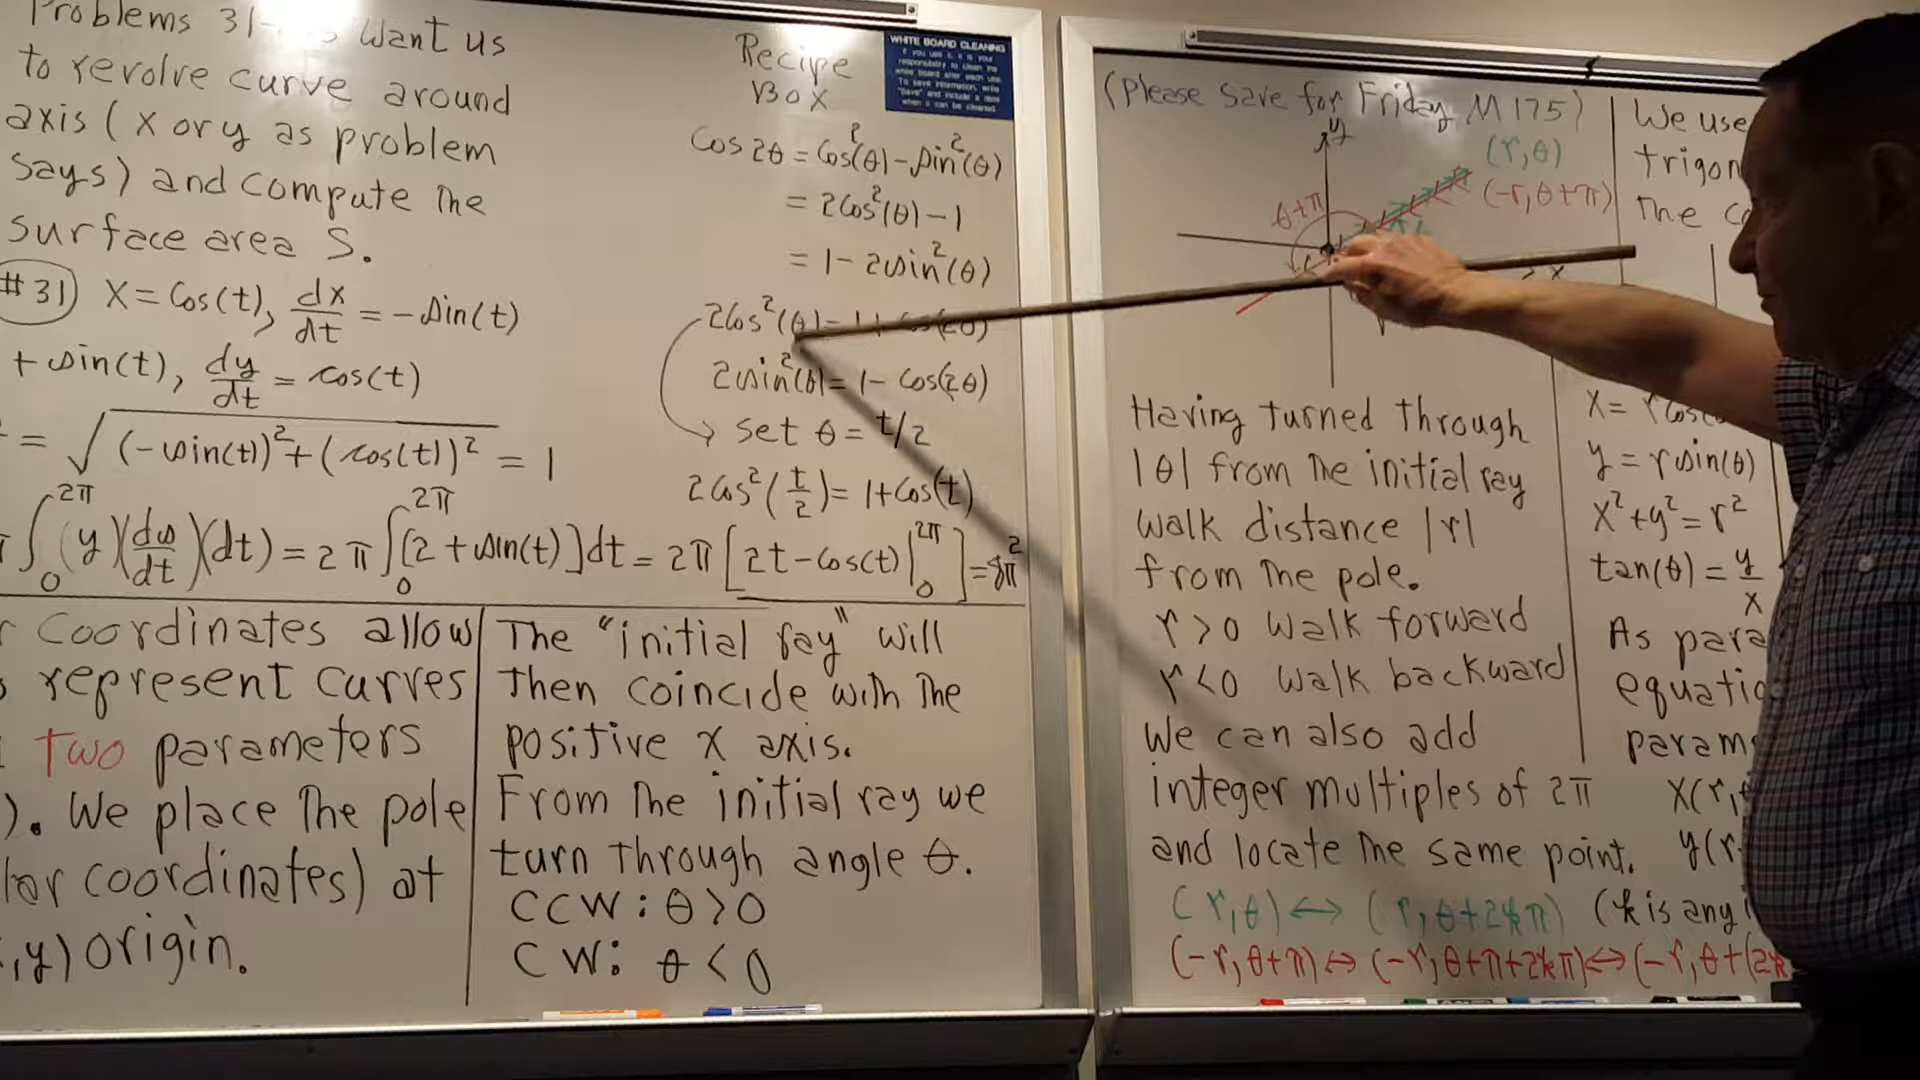 Problems 31- want us
to revolve curve around
axis (x or y as problem
says) and compute the
surface area S.
#31) X = Cos(t), dx/dt = -sin(t)
+ sin(t), dy/dt = cos(t)
= √((-sin(t))²+(cos(t))²) = 1
∫₀^2π (y)(ds/dt)(dt) = 2π ∫₀^2π [2 + sin(t)]dt = 2π [2t-cos(t)|₀^2π] = 8π²
Recipe
Box
WHITE BOARD CLEANING
Cos 2θ = Cos²(θ) - sin²(θ)
= 2Cos²(θ) - 1
= 1 - 2sin²(θ)
2Cos²(θ) = 1+ Cos(2θ)
2sin²(θ) = 1 - Cos(2θ)
set θ = t/2
2Cos²(t/2) = 1+Cos(t)
coordinates allow
represent curves
two parameters
). We place the pole
lar coordinates) at
,y) origin.
The "initial ray" will
then coincide with the
positive x axis.
From the initial ray we
turn through angle θ.
CCW: θ>0
CW: θ<0
(Please save for Friday M175)
y
(r,θ)
(-r,θ+π)
θ+π
x
Having turned through
|θ| from the initial ray
walk distance |r|
from the pole.
r>0 walk forward
r<0 walk backward
We can also add
integer multiples of 2π
and locate the same point.
(r,θ) ↔ (r,θ+2kπ) (k is any
(-r,θ+π) ↔ (-r,θ+π+2kπ) ↔ (-r,θ+(2k
We use
trigon
the co
x = r cos(
y = r sin(θ)
x²+y² = r²
tan(θ) = y/x
As para
equatio
param
x(r,
y(r